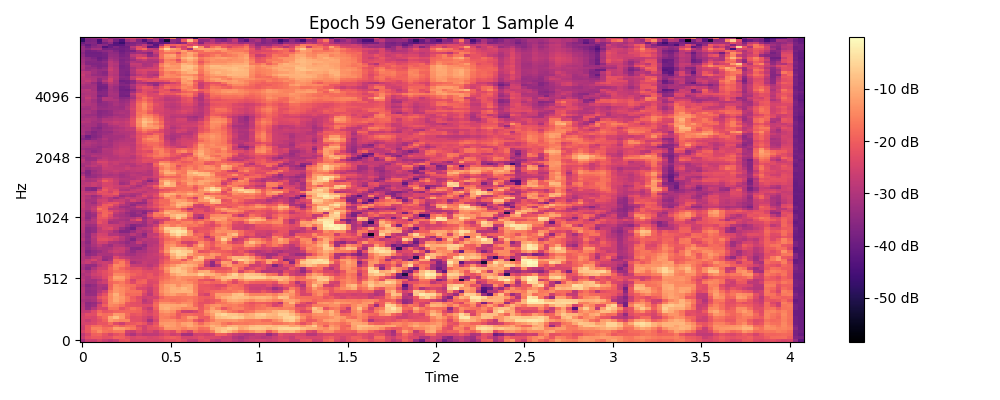 Epoch 59 Generator 1 Sample 4
Hz
4096
2048
1024
512
0
0 0.5 1 1.5 2 2.5 3 3.5 4
Time
-10 dB
-20 dB
-30 dB
-40 dB
-50 dB